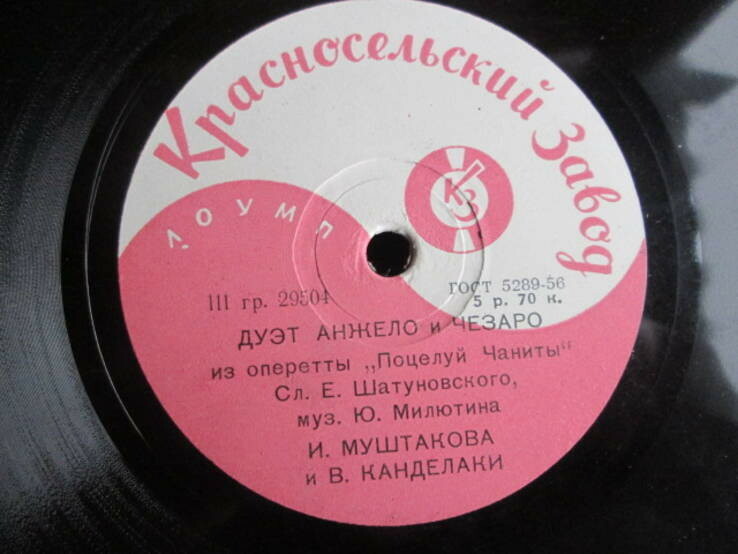 Красносельский Завод
КЗ
ЛОУМП
III гр. 29504
ГОСТ 5289-56
5 р. 70 к.
ДУЭТ АНЖЕЛО и ЧЕЗАРО
из оперетты „Поцелуй Чаниты"
Сл. Е. Шатуновского,
муз. Ю. Милютина
И. МУШТАКОВА
и В. КАНДЕЛАКИ